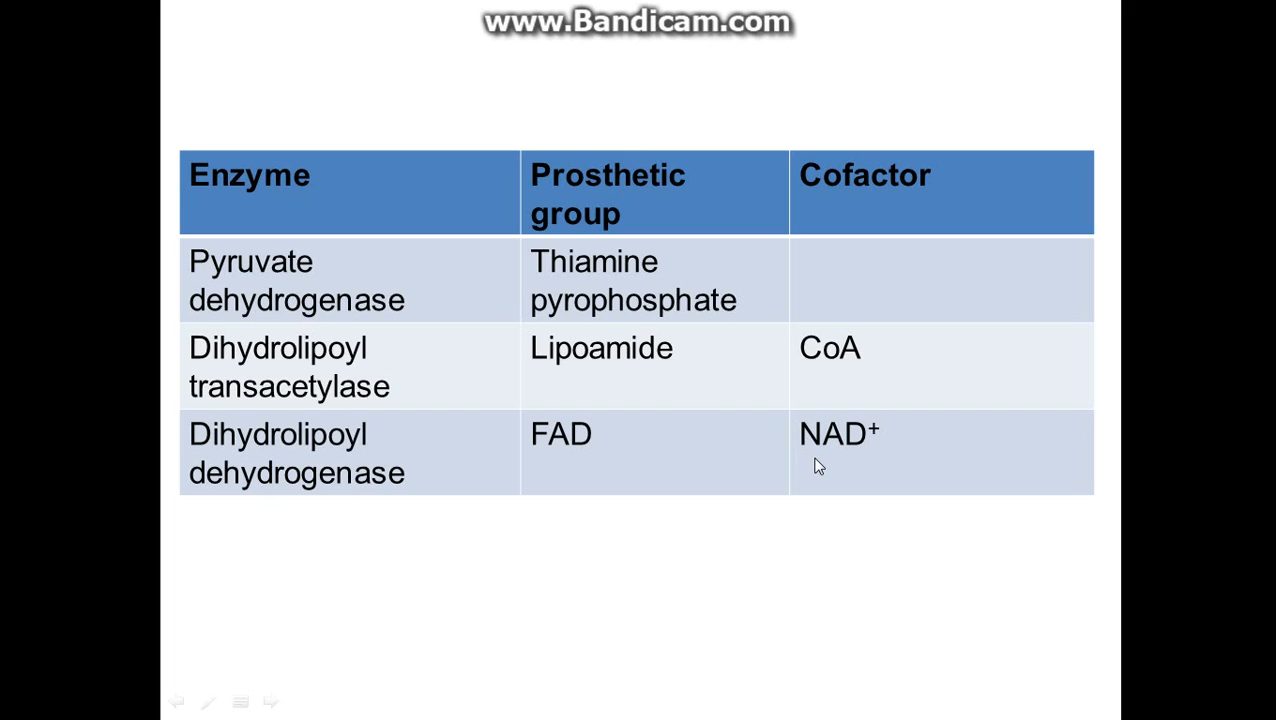 www.Bandicam.com
Enzyme
Prosthetic
group
Cofactor
Pyruvate
dehydrogenase
Thiamine
pyrophosphate
Dihydrolipoyl
transacetylase
Lipoamide
CoA
Dihydrolipoyl
dehydrogenase
FAD
NAD⁺